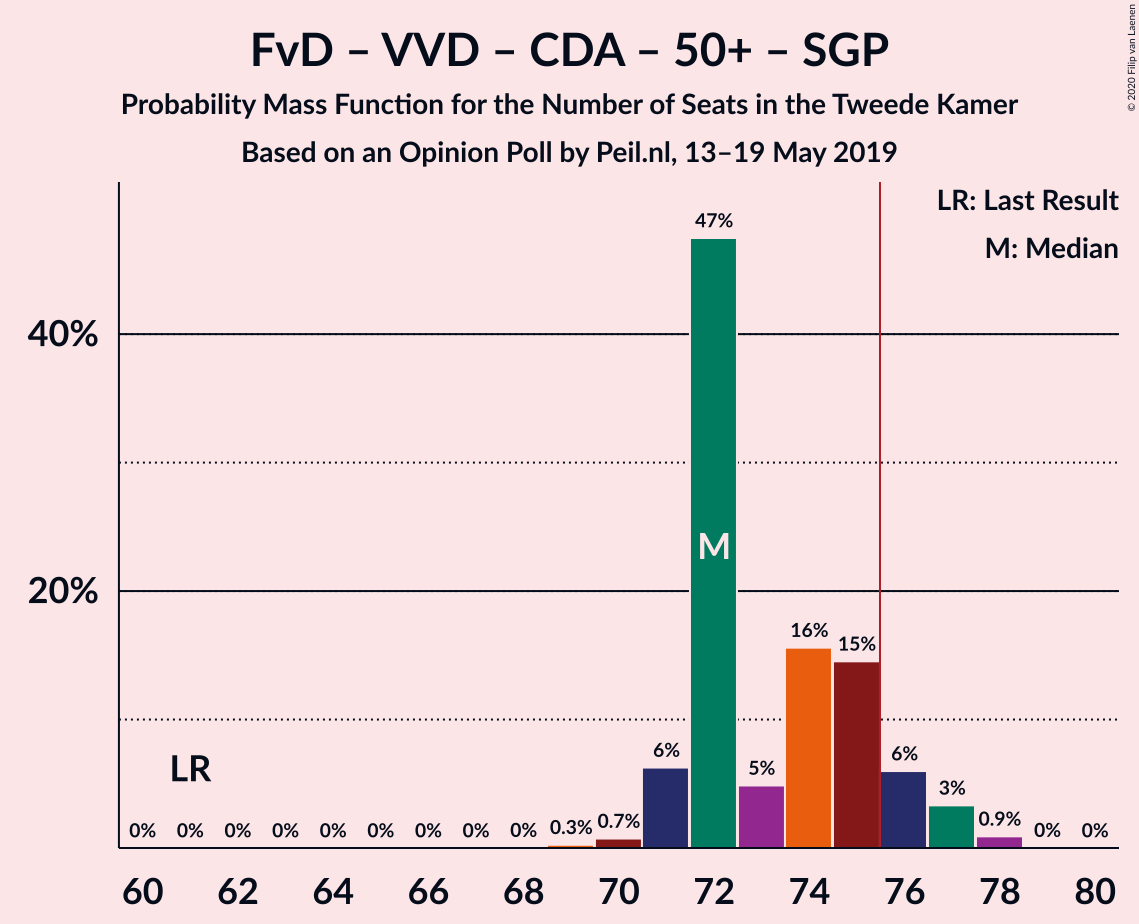 FvD – VVD – CDA – 50+ – SGP
Probability Mass Function for the Number of Seats in the Tweede Kamer
Based on an Opinion Poll by Peil.nl, 13–19 May 2019
© 2020 Filip van Laenen
LR: Last Result
M: Median
47%
40%
M
20%
16%
15%
LR
6%
5%
6%
3%
0% 0% 0% 0% 0% 0% 0% 0% 0% 0.3% 0.7% 0.9% 0% 0%
60 62 64 66 68 70 72 74 76 78 80